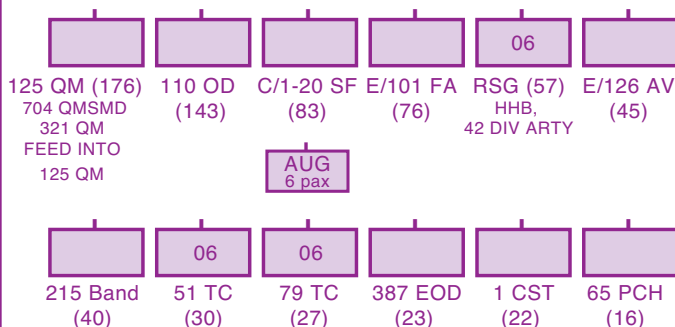 06
125 QM (176)
704 QMSMD
321 QM
FEED INTO
125 QM
110 OD
(143)
C/1-20 SF
(83)
AUG
6 pax
E/101 FA
(76)
RSG (57)
HHB,
42 DIV ARTY
E/126 AV
(45)
06
06
215 Band
(40)
51 TC
(30)
79 TC
(27)
387 EOD
(23)
1 CST
(22)
65 PCH
(16)